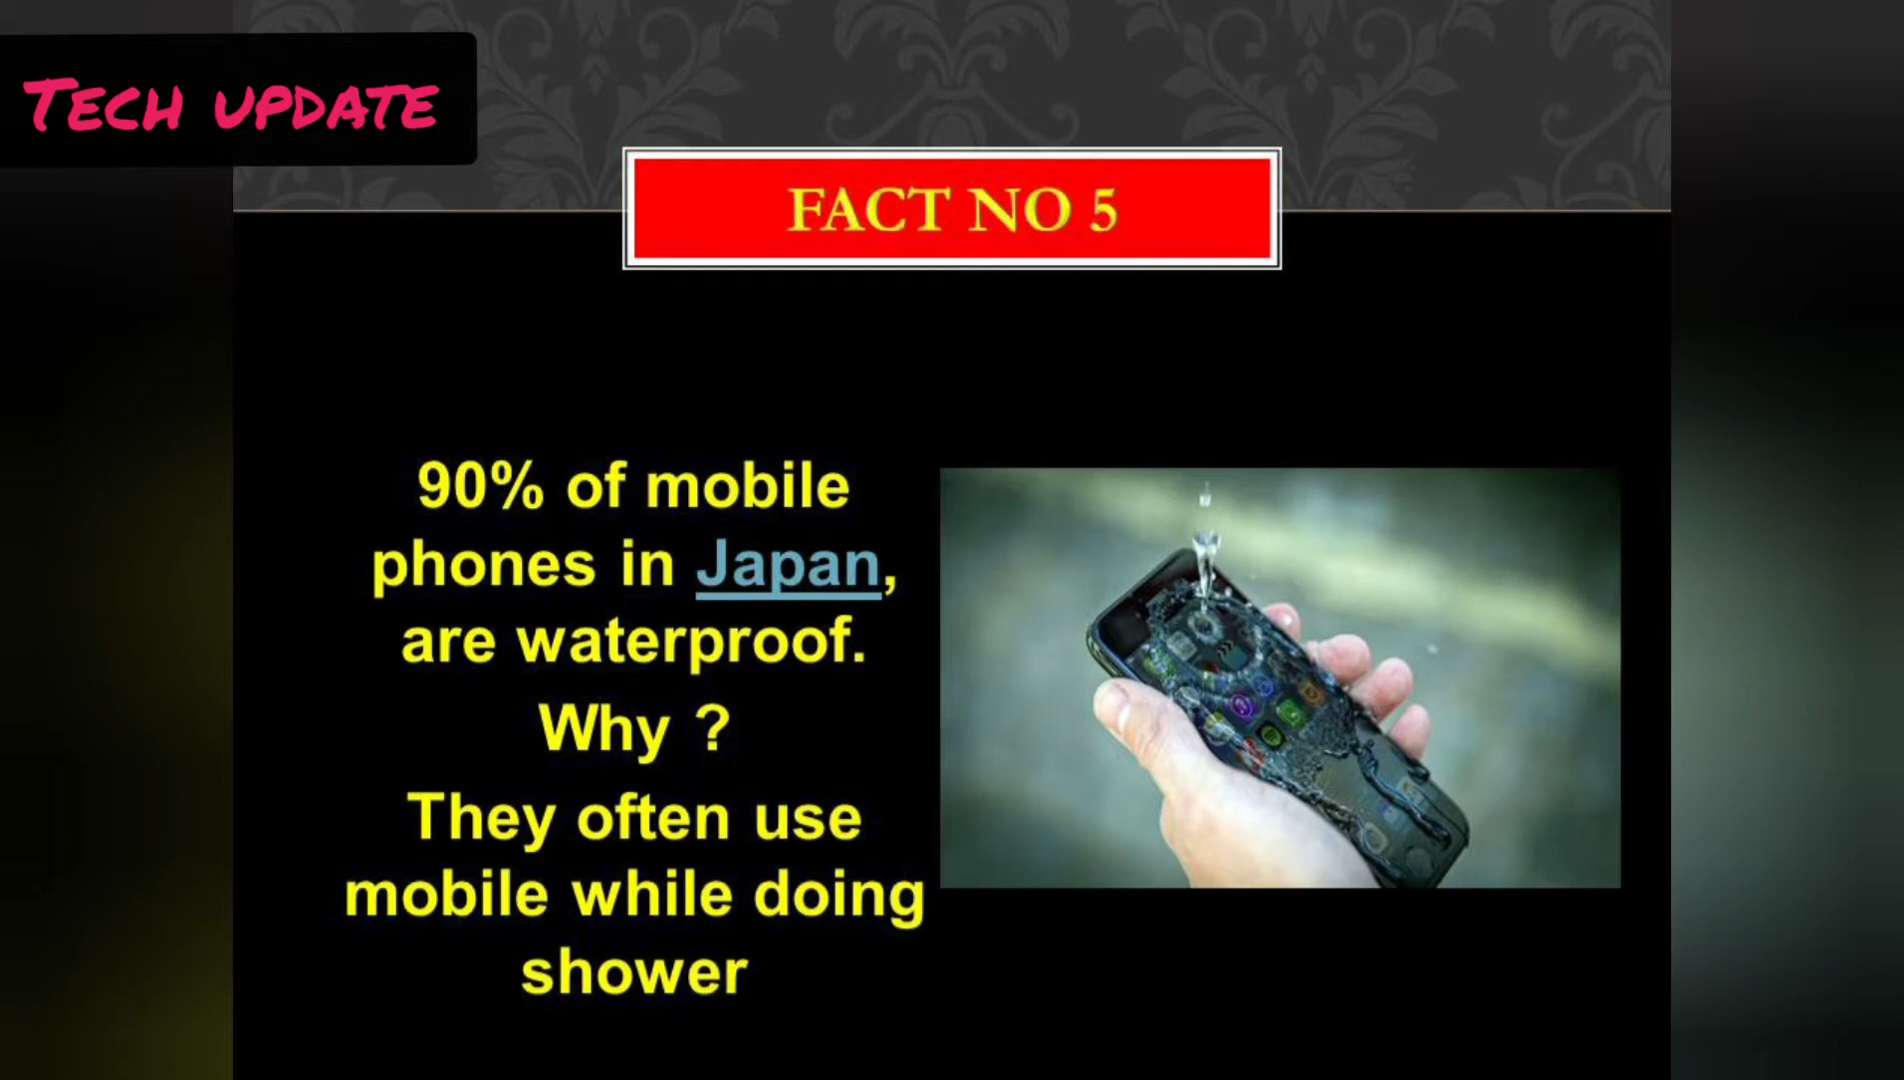 TECH UPDATE
FACT NO 5
90% of mobile
phones in Japan,
are waterproof.
Why ?
They often use
mobile while doing
shower